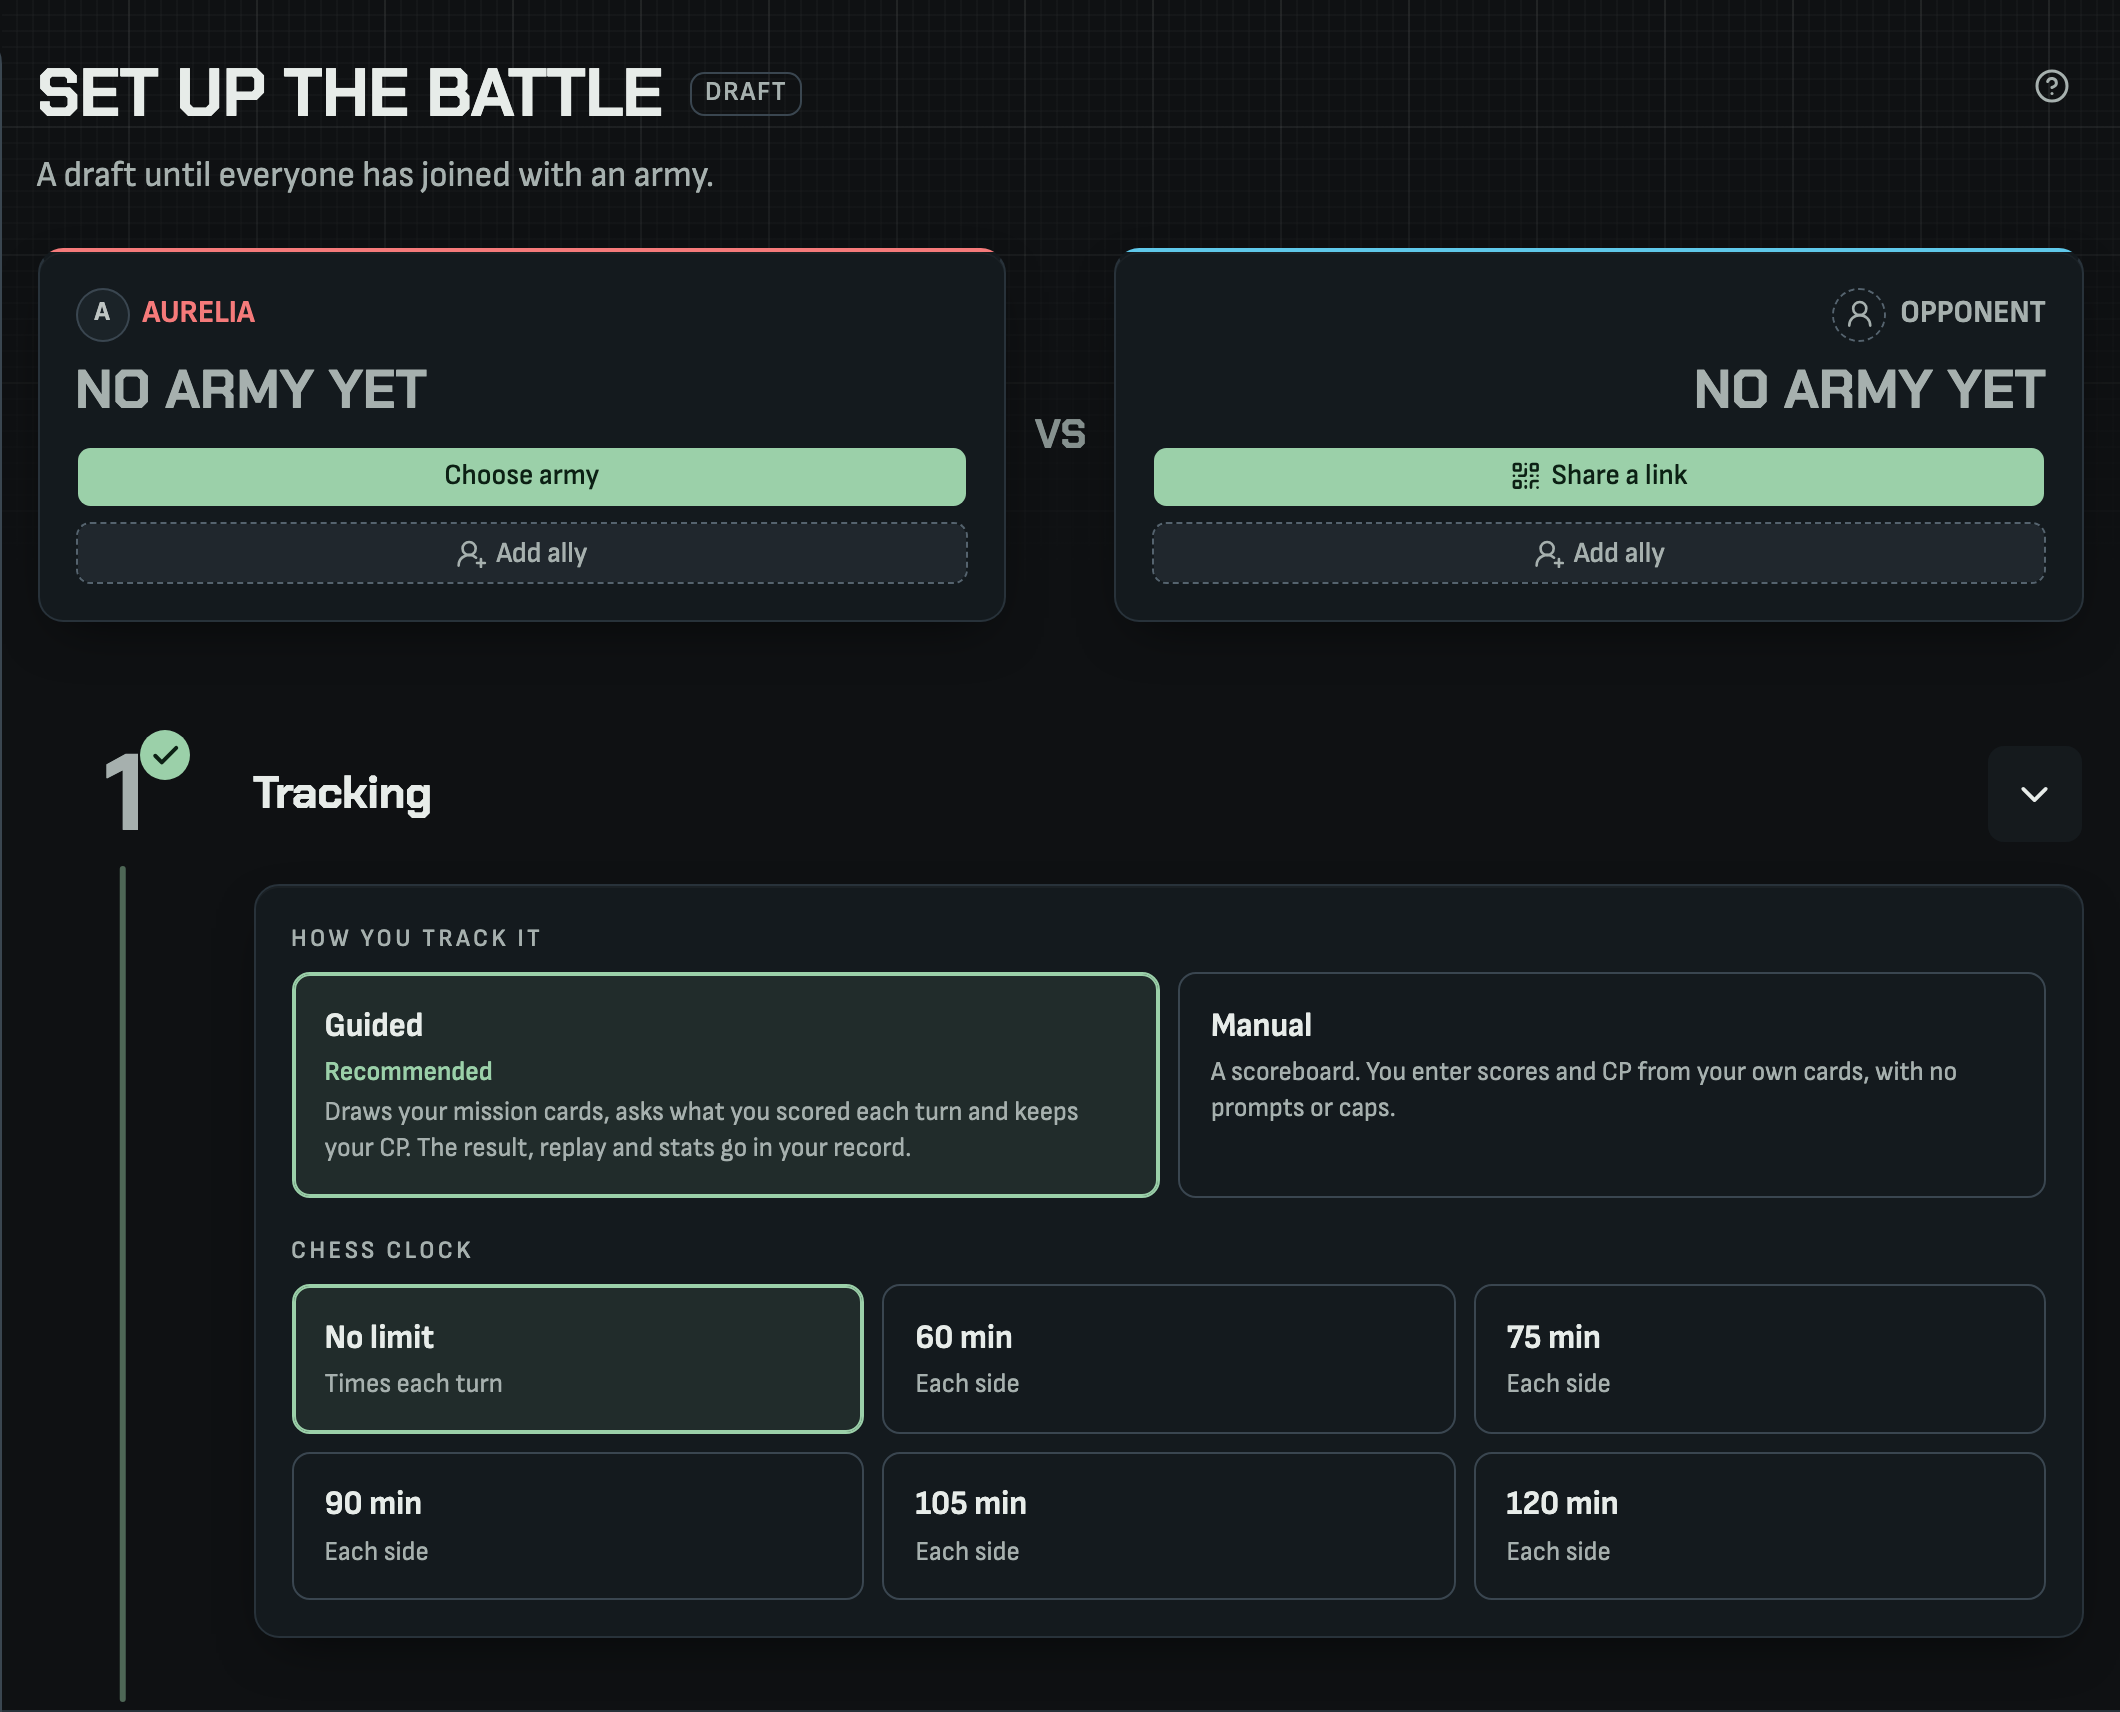 SET UP THE BATTLE
DRAFT
A draft until everyone has joined with an army.
A
AURELIA
NO ARMY YET
Choose army
Add ally
VS
OPPONENT
NO ARMY YET
Share a link
Add ally
1
Tracking
HOW YOU TRACK IT
Guided
Recommended
Draws your mission cards, asks what you scored each turn and keeps
your CP. The result, replay and stats go in your record.
Manual
A scoreboard. You enter scores and CP from your own cards, with no
prompts or caps.
CHESS CLOCK
No limit
Times each turn
60 min
Each side
75 min
Each side
90 min
Each side
105 min
Each side
120 min
Each side